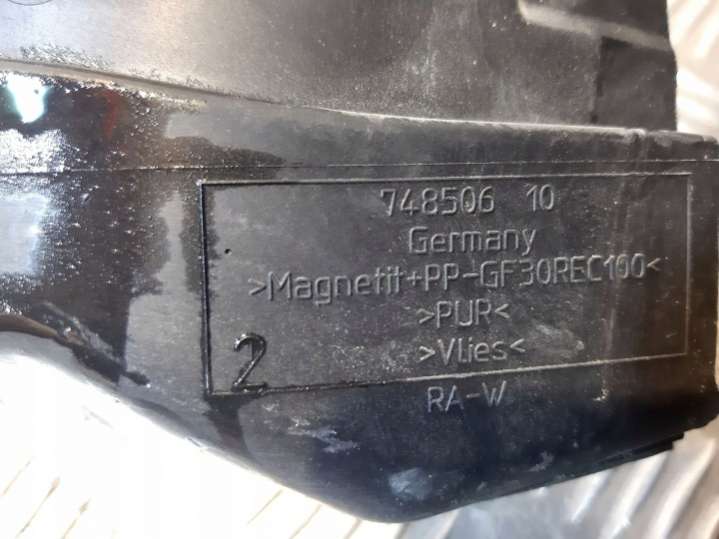 748506 10
Germany
>Magnetit+PP-GF30REC100<
>PUR<
>Vlies<
2
RA-W